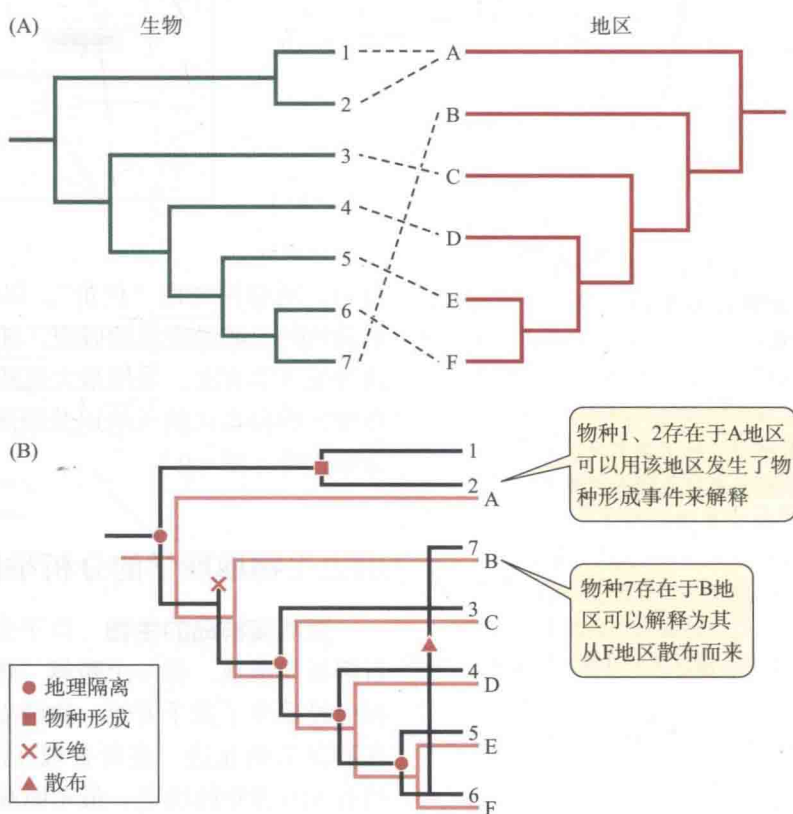 (A)
生物
地区
1
2
3
4
5
6
7
A
B
C
D
E
F
(B)
1
2
A
7
B
3
C
4
D
5
E
6
F
物种1、2存在于A地区
可以用该地区发生了物
种形成事件来解释
物种7存在于B地
区可以解释为其
从F地区散布而来
地理隔离
物种形成
灭绝
散布